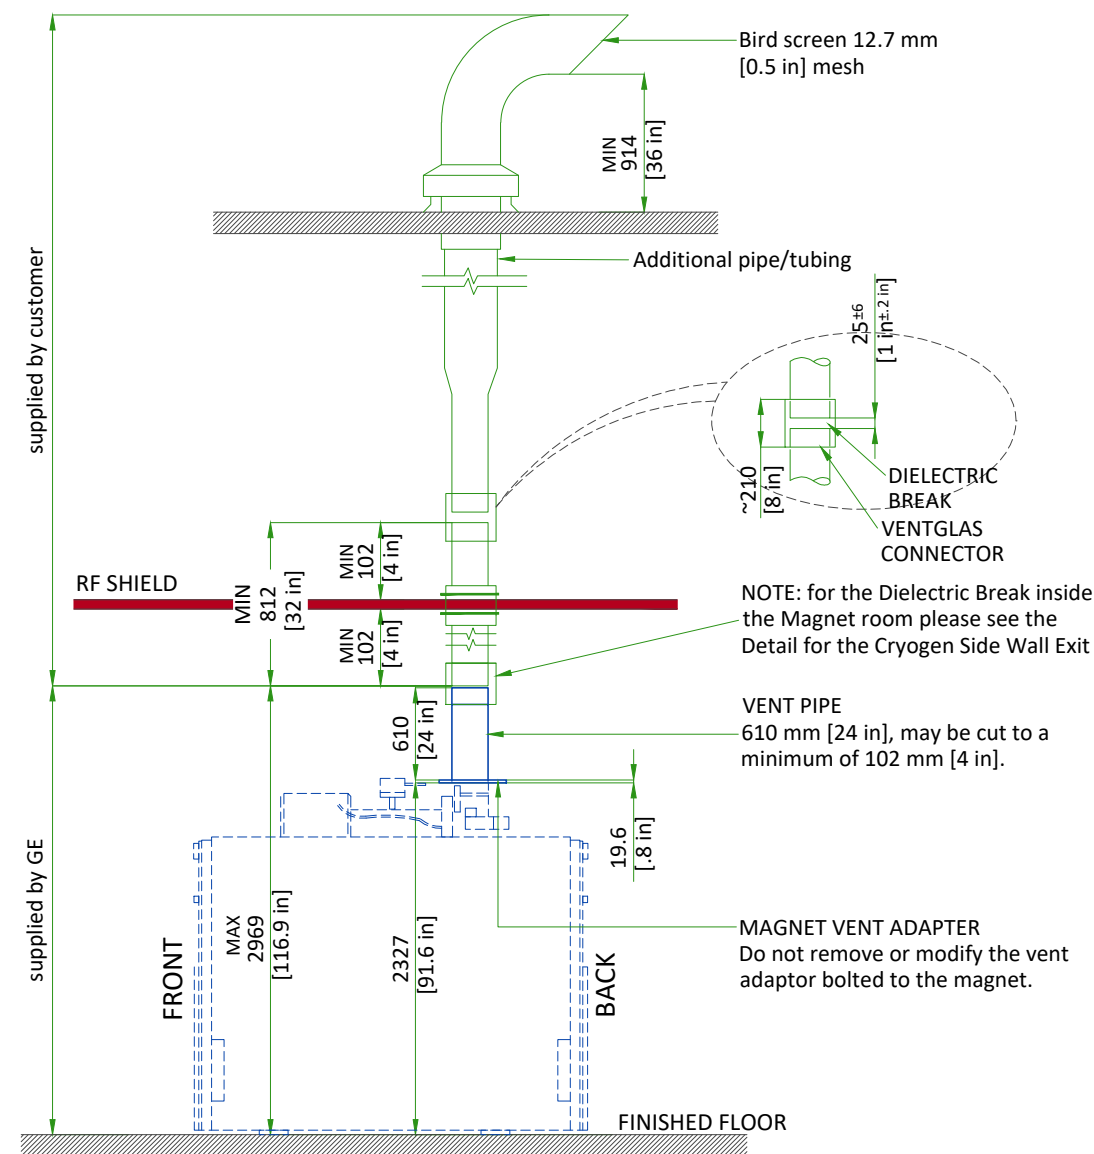 Bird screen 12.7 mm
[0.5 in] mesh
MIN
914
[36 in]
supplied by customer
Additional pipe/tubing
25±6
[1 in±.2 in]
~210
[8 in]
DIELECTRIC
BREAK
VENTGLAS
CONNECTOR
RF SHIELD
MIN
812
[32 in]
MIN
102
[4 in]
MIN
102
[4 in]
NOTE: for the Dielectric Break inside
the Magnet room please see the
Detail for the Cryogen Side Wall Exit
610
[24 in]
VENT PIPE
610 mm [24 in], may be cut to a
minimum of 102 mm [4 in].
19.6
[.8 in]
supplied by GE
FRONT
MAX
2969
[116.9 in]
2327
[91.6 in]
BACK
MAGNET VENT ADAPTER
Do not remove or modify the vent
adaptor bolted to the magnet.
FINISHED FLOOR